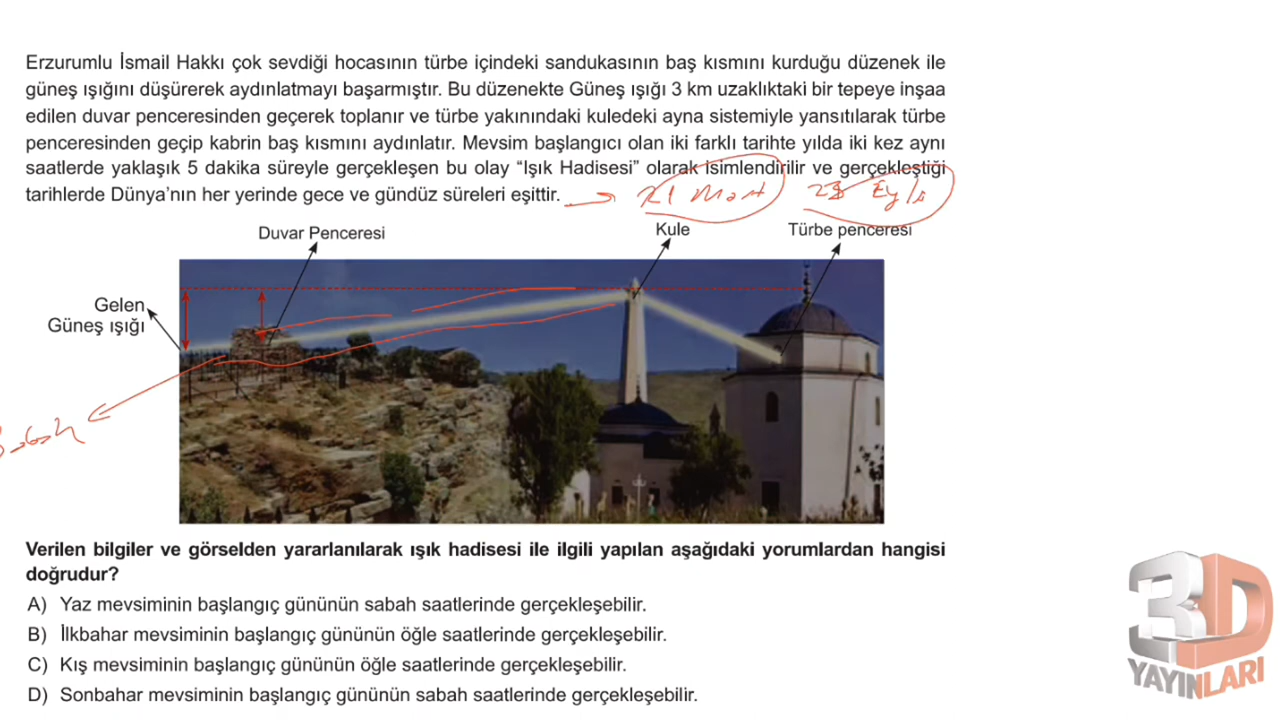 Erzurumlu İsmail Hakkı çok sevdiği hocasının türbe içindeki sandukasının baş kısmını kurduğu düzenek ile
güneş ışığını düşürerek aydınlatmayı başarmıştır. Bu düzenekte Güneş ışığı 3 km uzaklıktaki bir tepeye inşaa
edilen duvar penceresinden geçerek toplanır ve türbe yakınındaki kuledeki ayna sistemiyle yansıtılarak türbe
penceresinden geçip kabrin baş kısmını aydınlatır. Mevsim başlangıcı olan iki farklı tarihte yılda iki kez aynı
saatlerde yaklaşık 5 dakika süreyle gerçekleşen bu olay “Işık Hadisesi” olarak isimlendirilir ve gerçekleştiği
tarihlerde Dünya’nın her yerinde gece ve gündüz süreleri eşittir.
21 Mart 23 Eylül
Duvar Penceresi
Kule
Türbe penceresi
Gelen
Güneş ışığı
Sabah
Verilen bilgiler ve görselden yararlanılarak ışık hadisesi ile ilgili yapılan aşağıdaki yorumlardan hangisi
doğrudur?
A) Yaz mevsiminin başlangıç gününün sabah saatlerinde gerçekleşebilir.
B) İlkbahar mevsiminin başlangıç gününün öğle saatlerinde gerçekleşebilir.
C) Kış mevsiminin başlangıç gününün öğle saatlerinde gerçekleşebilir.
D) Sonbahar mevsiminin başlangıç gününün sabah saatlerinde gerçekleşebilir.
3D
YAYINLARI